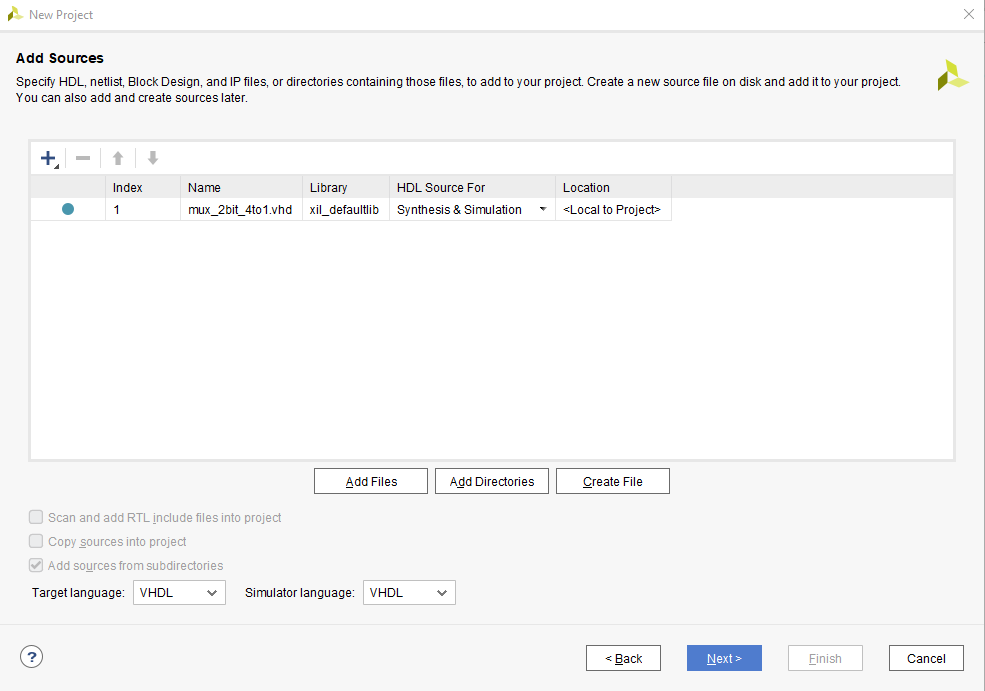 New Project
Add Sources
Specify HDL, netlist, Block Design, and IP files, or directories containing those files, to add to your project. Create a new source file on disk and add it to your project.
You can also add and create sources later.
Index Name Library HDL Source For Location
1 mux_2bit_4to1.vhd xil_defaultlib Synthesis & Simulation <Local to Project>
Add Files Add Directories Create File
Scan and add RTL include files into project
Copy sources into project
Add sources from subdirectories
Target language: VHDL Simulator language: VHDL
? < Back Next > Finish Cancel